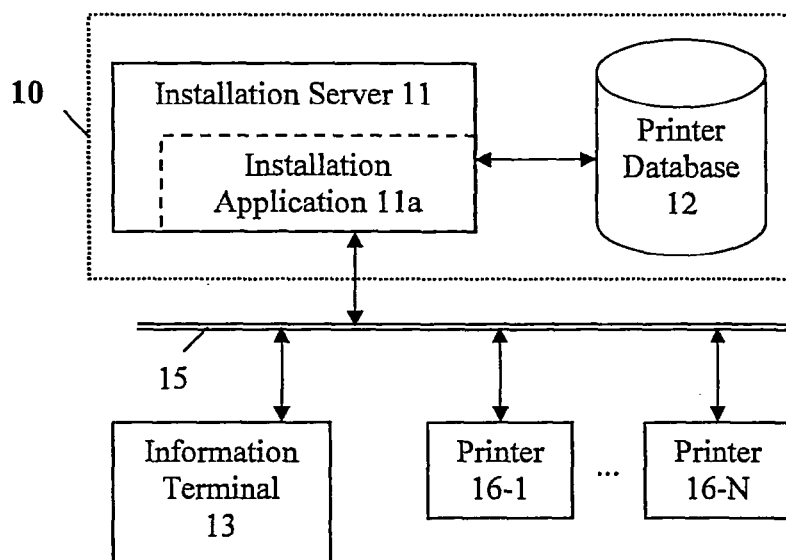 10
Installation Server 11
Installation
Application 11a
Printer
Database
12
15
Information
Terminal
13
Printer
16-1
...
Printer
16-N